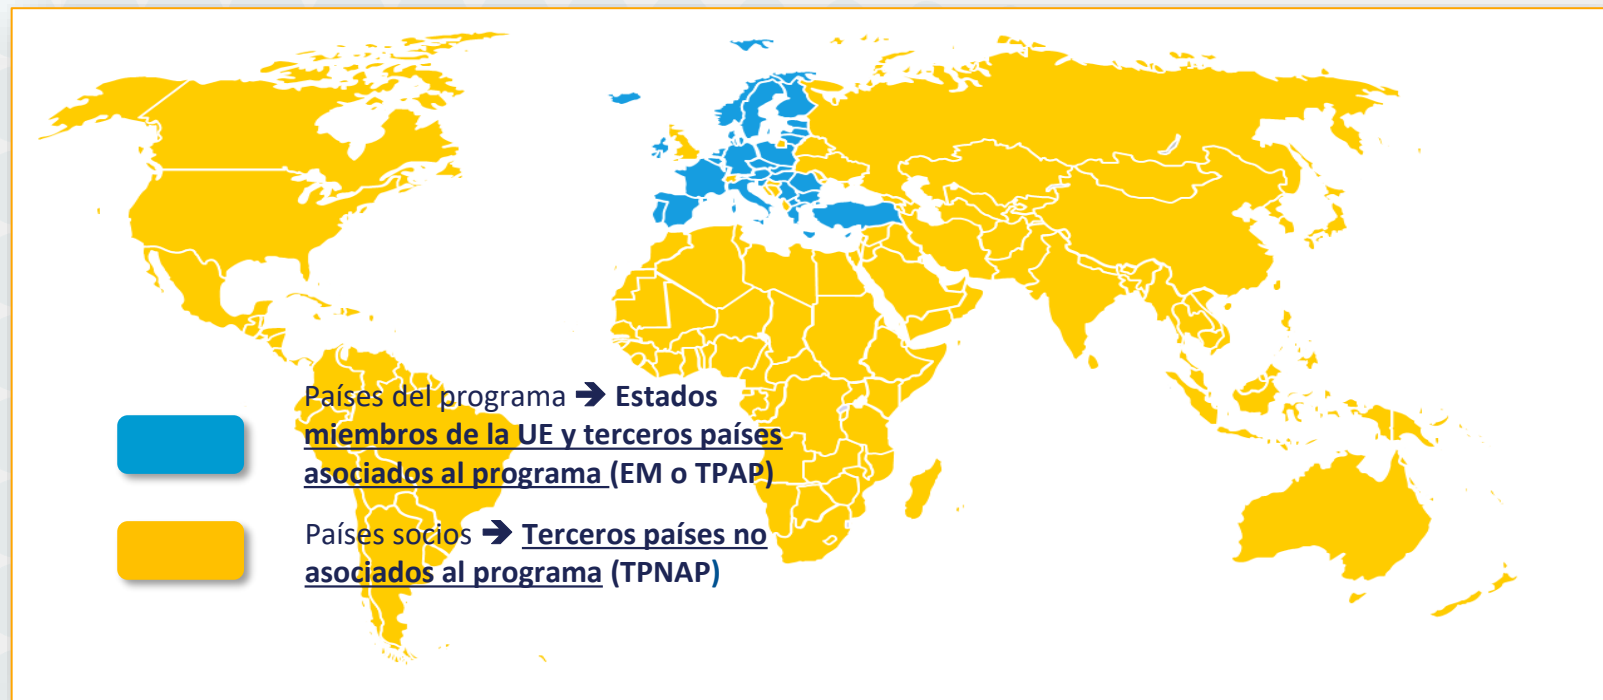 Países del programa ➔ Estados
miembros de la UE y terceros países
asociados al programa (EM o TPAP)
Países socios ➔ Terceros países no
asociados al programa (TPNAP)